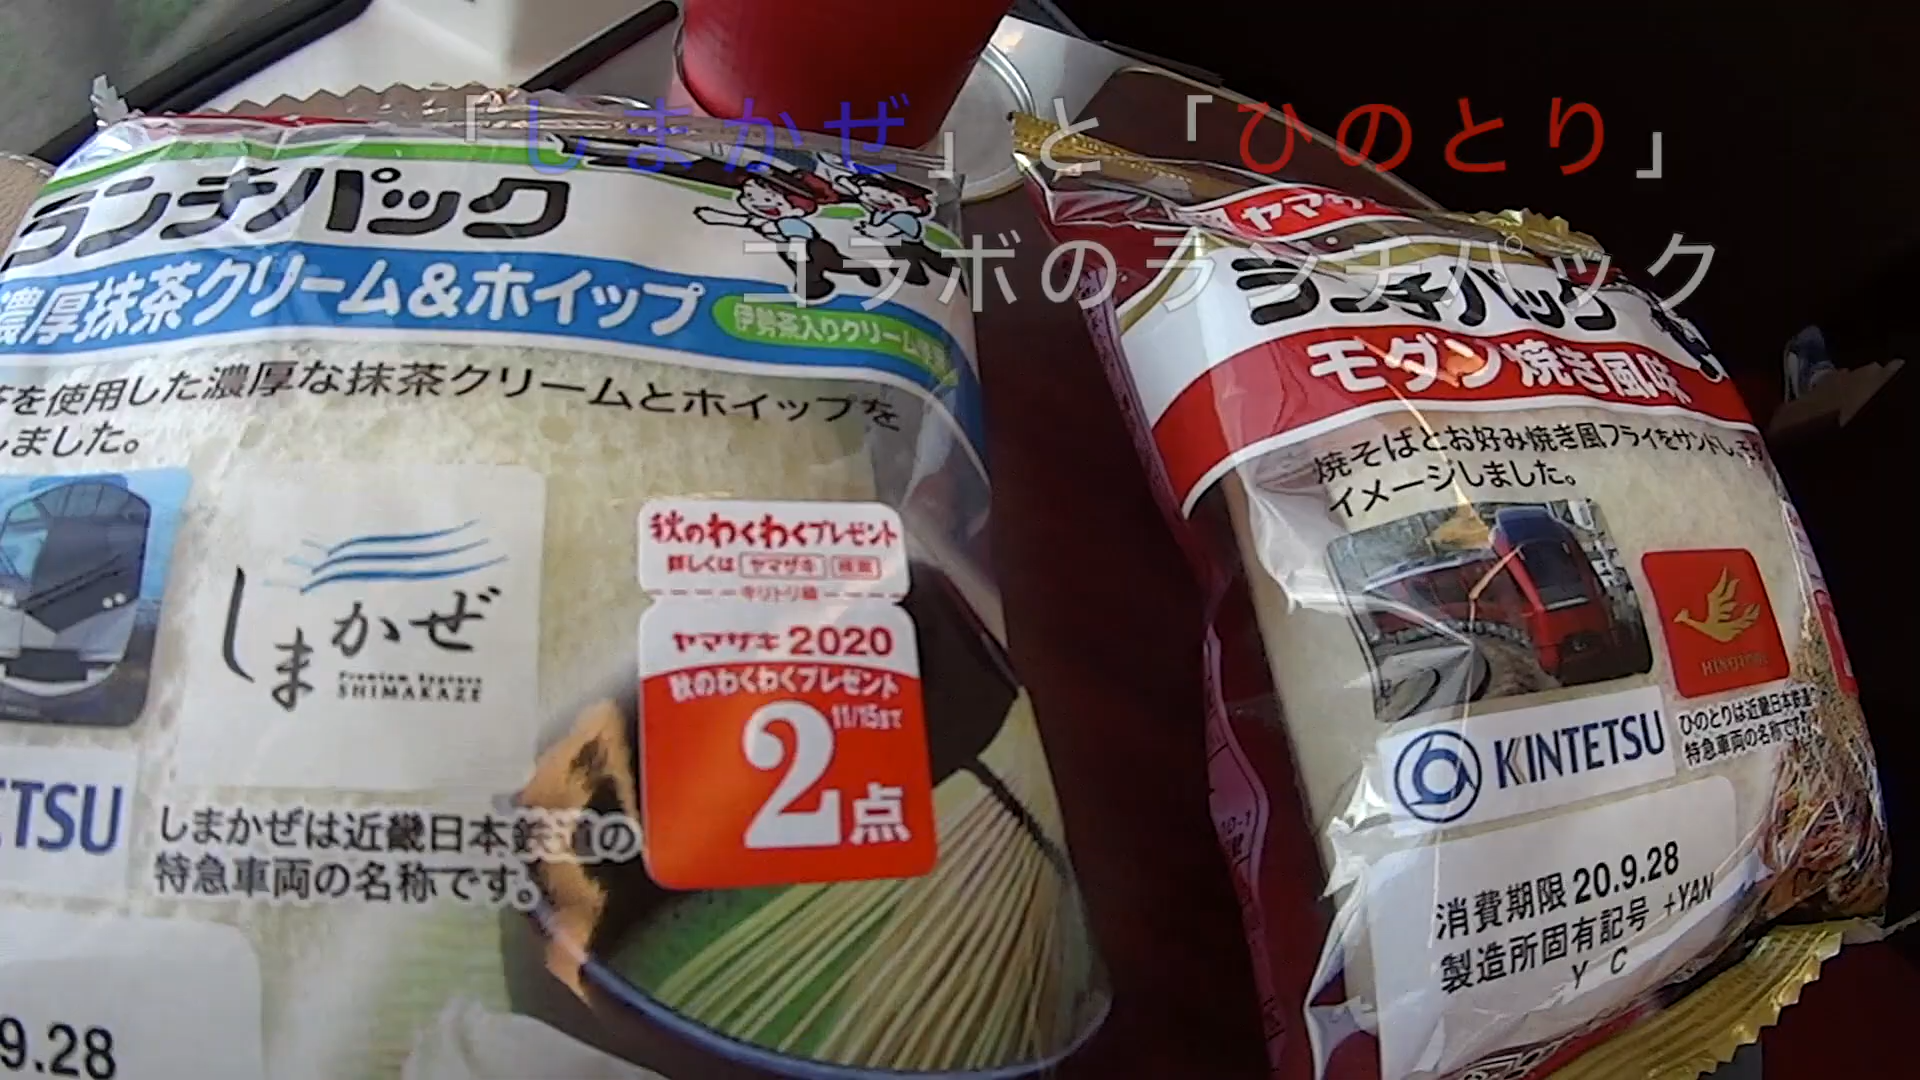 「しまかぜ」と「ひのとり」
コラボのランチパック
ランチパック
濃厚抹茶クリーム&ホイップ
伊勢茶入りクリーム
を使用した濃厚な抹茶クリームとホイップを
しました。
しまかぜ
Premium Express
SHIMAKAZE
TSU
しまかぜは近畿日本鉄道の
特急車両の名称です。
9.28
秋のわくわくプレゼント
詳しくは ヤマザキ 検索
キリトリ線
ヤマザキ 2020
秋のわくわくプレゼント
11/15まで
2点
ランチパック
モダン焼き風味
焼そばとお好み焼き風フライをサンドし、モダ
イメージしました。
HINOTORI
KINTETSU
ひのとりは近畿日本鉄道の
特急車両の名称です。
消費期限 20.9.28
製造所固有記号 +YAN
Y C